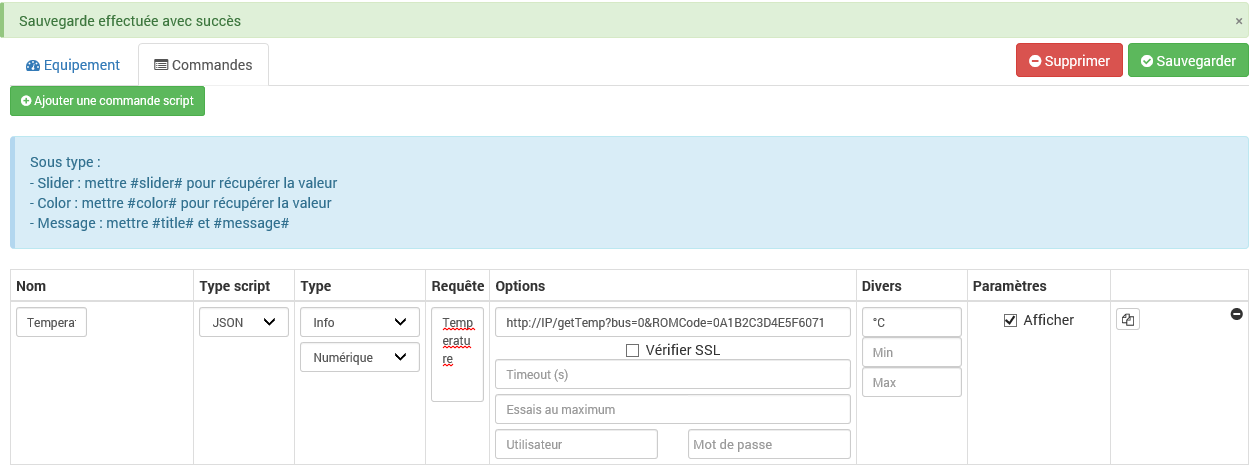 Sauvegarde effectuée avec succès ×
Equipement Commandes Supprimer Sauvegarder
Ajouter une commande script
Sous type :
- Slider : mettre #slider# pour récupérer la valeur
- Color : mettre #color# pour récupérer la valeur
- Message : mettre #title# et #message#
Nom Type script Type Requête Options Divers Paramètres
Tempera JSON Info Temp http://IP/getTemp?bus=0&ROMCode=0A1B2C3D4E5F6071 °C Afficher
eratu
re
Numérique Vérifier SSL Min
Timeout (s) Max
Essais au maximum
Utilisateur Mot de passe